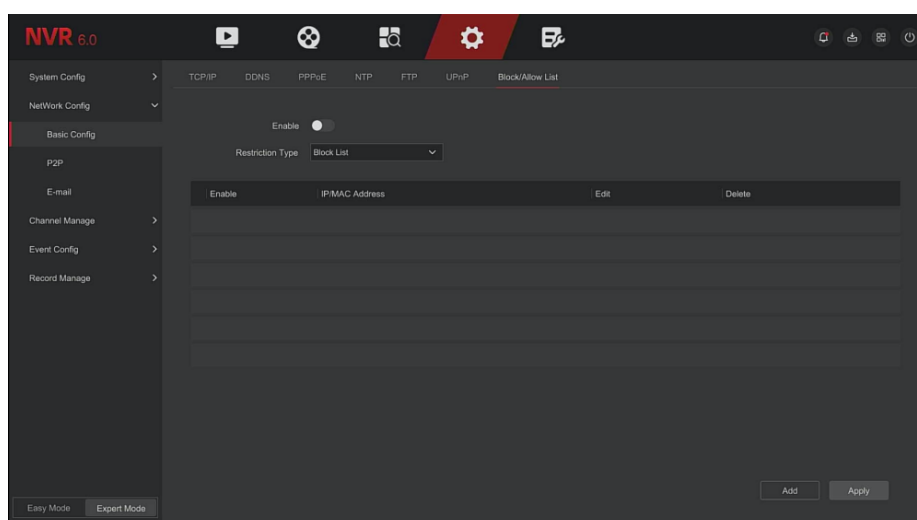 NVR 6.0
System Config
TCP/IP DDNS PPPoE NTP FTP UPnP Block/Allow List
NetWork Config
Enable
Basic Config
Restriction Type Block List
P2P
E-mail
Enable IP/MAC Address Edit Delete
Channel Manage
Event Config
Record Manage
Add Apply
Easy Mode Expert Mode